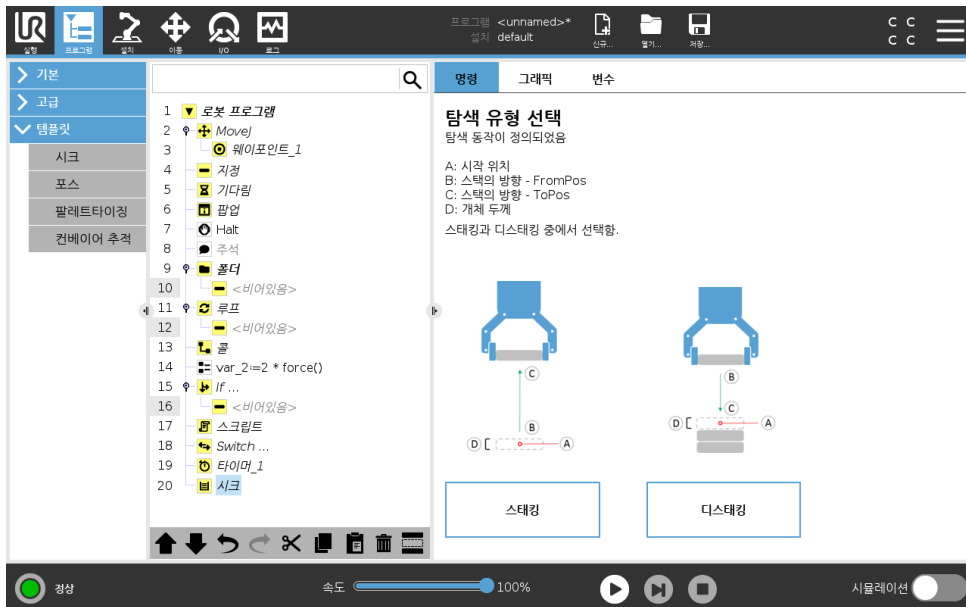 UR
실행
프로그램
설치
이동
I/O
로그
프로그램 <unnamed>*
설치 default
신규...
열기...
저장...
C C
C C
기본
고급
템플릿
시크
포스
팔레트타이징
컨베이어 추적
1 로봇 프로그램
2 MoveJ
3 웨이포인트_1
4 지정
5 기다림
6 팝업
7 Halt
8 주석
9 폴더
10 <비어있음>
11 루프
12 <비어있음>
13 콜
14 var_2:=2 * force()
15 If ...
16 <비어있음>
17 스크립트
18 Switch ...
19 타이머_1
20 시크
명령 그래픽 변수
탐색 유형 선택
탐색 동작이 정의되었음
A: 시작 위치
B: 스택의 방향 - FromPos
C: 스택의 방향 - ToPos
D: 개체 두께
스태킹과 디스태킹 중에서 선택함.
C
B
D A
B
C
D A
스태킹
디스태킹
정상
속도 100%
시뮬레이션